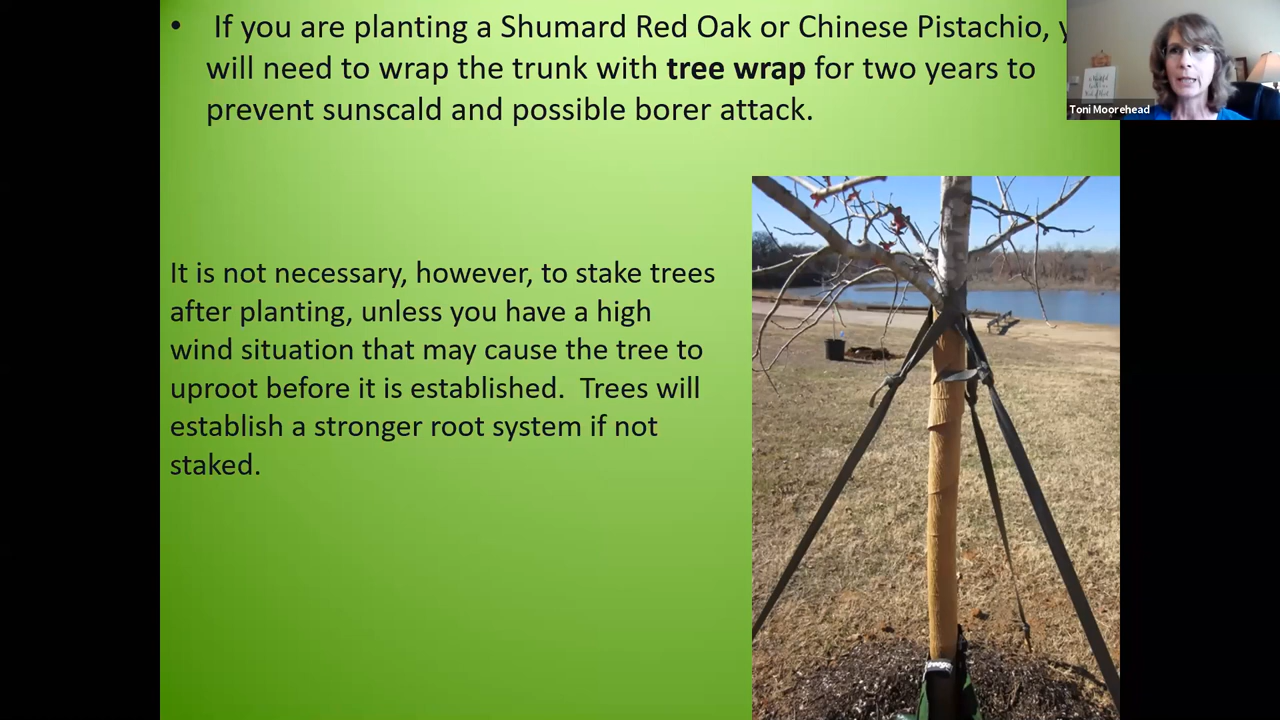 • If you are planting a Shumard Red Oak or Chinese Pistachio,
will need to wrap the trunk with tree wrap for two years to
prevent sunscald and possible borer attack.
Toni Moorehead
It is not necessary, however, to stake trees
after planting, unless you have a high
wind situation that may cause the tree to
uproot before it is established. Trees will
establish a stronger root system if not
staked.